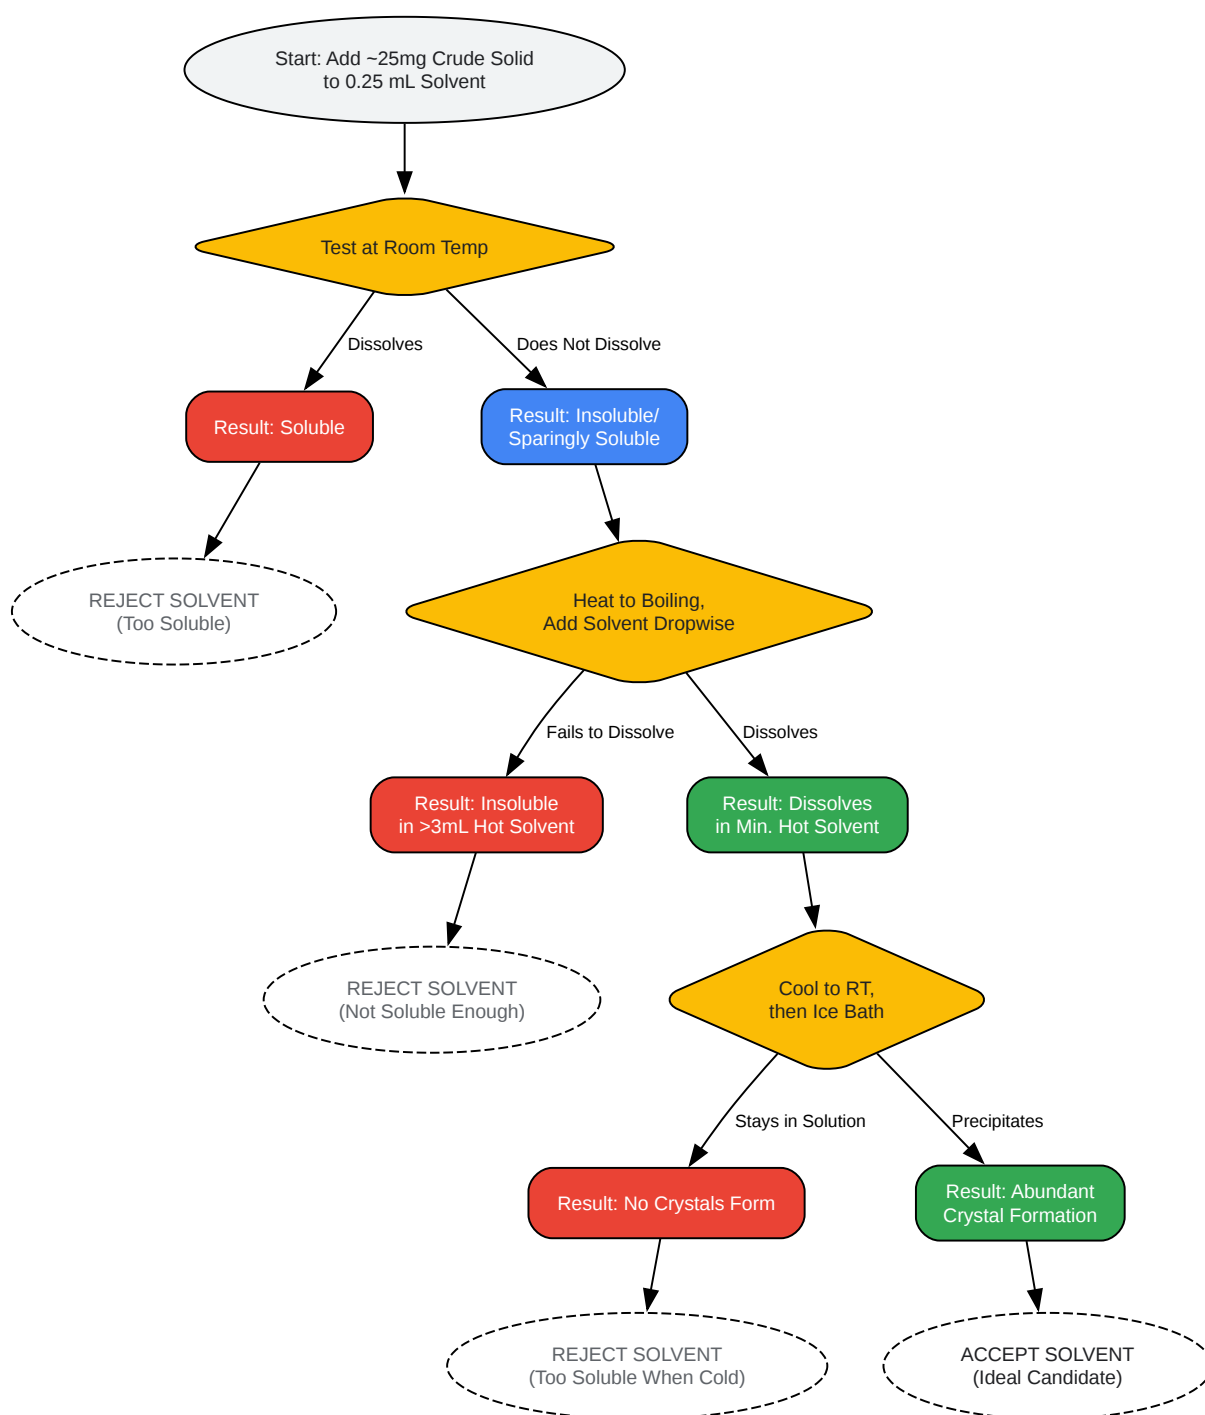 Start: Add ~25mg Crude Solid
to 0.25 mL Solvent
Test at Room Temp
Dissolves
Does Not Dissolve
Result: Soluble
Result: Insoluble/
Sparingly Soluble
REJECT SOLVENT
(Too Soluble)
Heat to Boiling,
Add Solvent Dropwise
Fails to Dissolve
Dissolves
Result: Insoluble
in >3mL Hot Solvent
Result: Dissolves
in Min. Hot Solvent
REJECT SOLVENT
(Not Soluble Enough)
Cool to RT,
then Ice Bath
Stays in Solution
Precipitates
Result: No Crystals Form
Result: Abundant
Crystal Formation
REJECT SOLVENT
(Too Soluble When Cold)
ACCEPT SOLVENT
(Ideal Candidate)